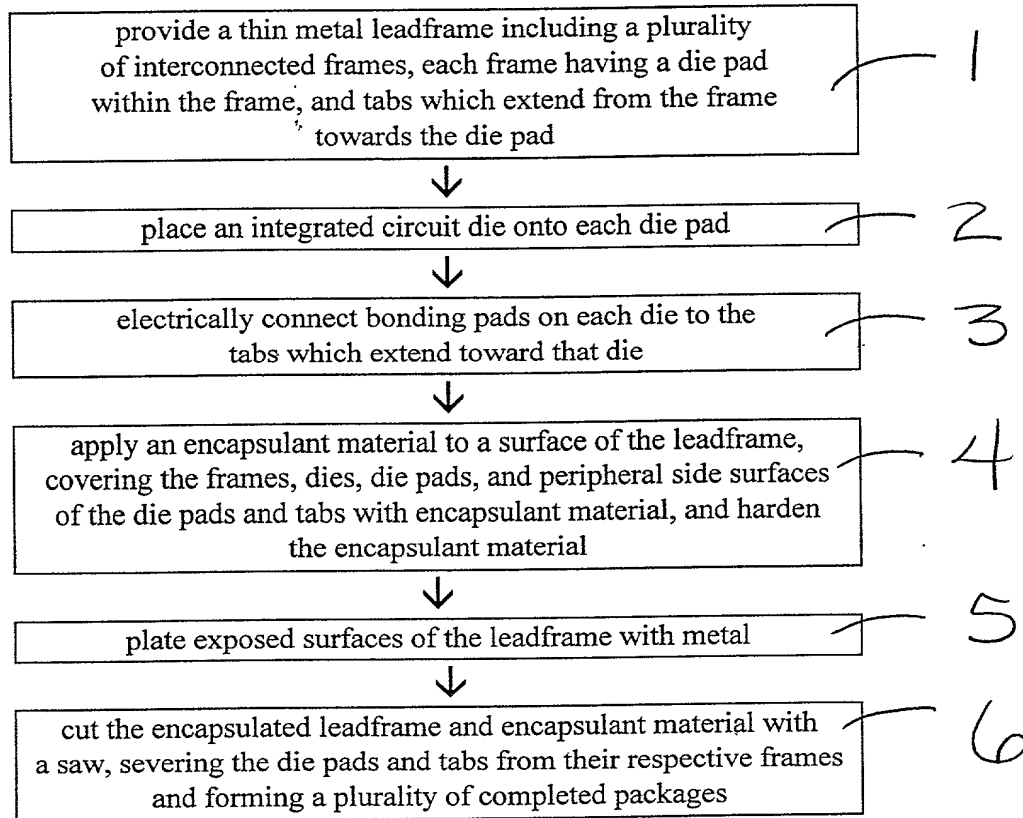 provide a thin metal leadframe including a plurality
of interconnected frames, each frame having a die pad
within the frame, and tabs which extend from the frame
towards the die pad
1
place an integrated circuit die onto each die pad
2
electrically connect bonding pads on each die to the
tabs which extend toward that die
3
apply an encapsulant material to a surface of the leadframe,
covering the frames, dies, die pads, and peripheral side surfaces
of the die pads and tabs with encapsulant material, and harden
the encapsulant material
4
plate exposed surfaces of the leadframe with metal
5
cut the encapsulated leadframe and encapsulant material with
a saw, severing the die pads and tabs from their respective frames
and forming a plurality of completed packages
6